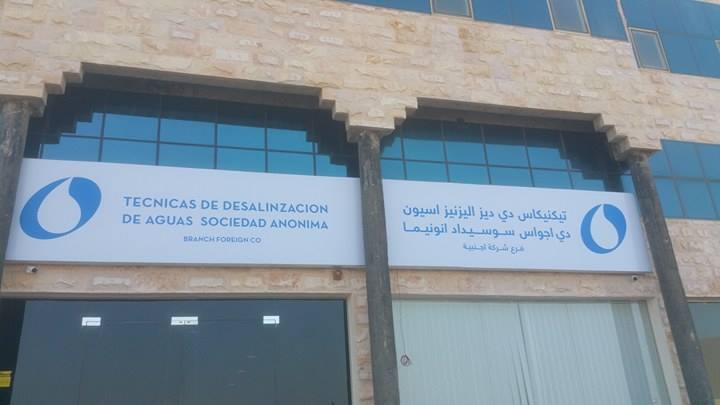 TECNICAS DE DESALINZACION
DE AGUAS SOCIEDAD ANONIMA
BRANCH FOREIGN CO
تيكنيكاس دي ديز اليزنيز اسيون
دي اجواس سوسيداد انونيما
فرع شركة اجنبية